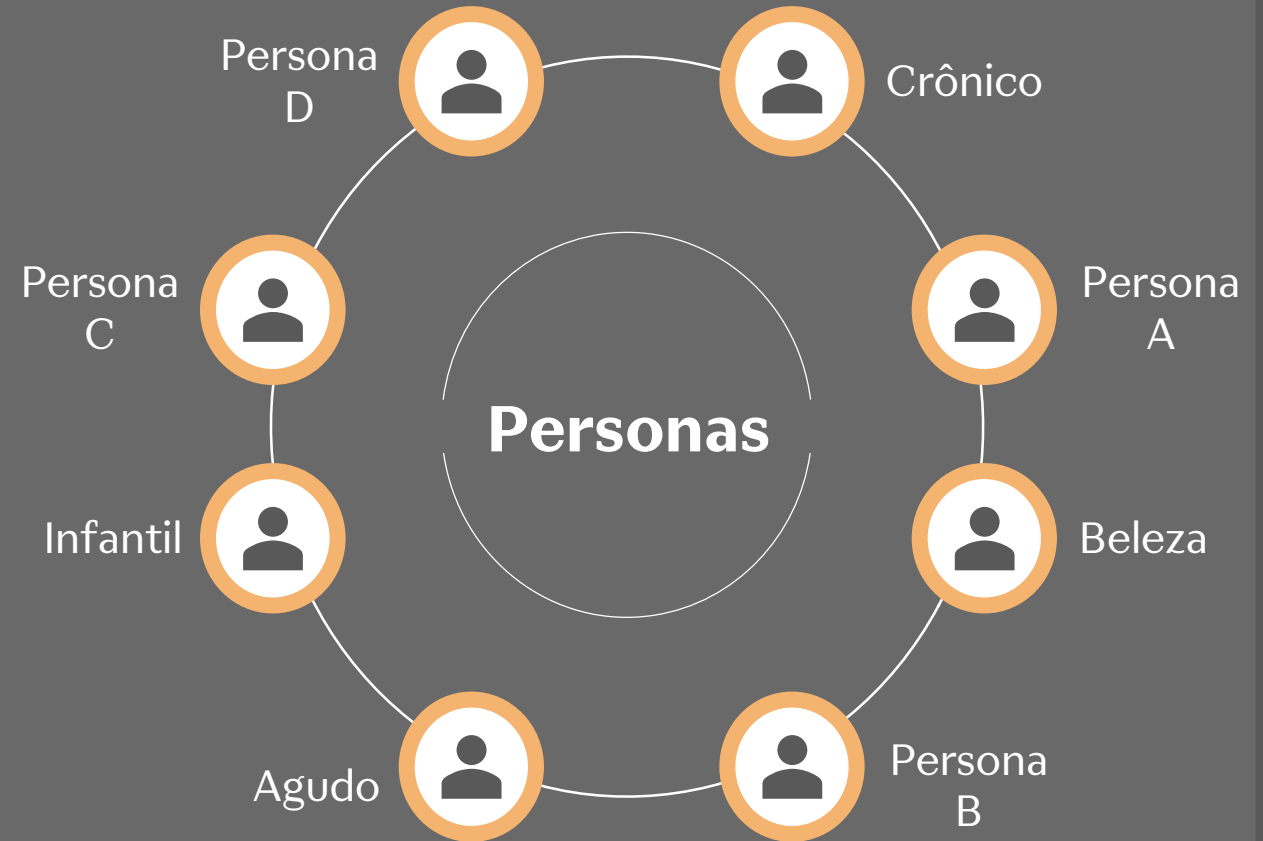 Persona
D
Crônico
Persona
C
Persona
A
Personas
Infantil
Beleza
Agudo
Persona
B